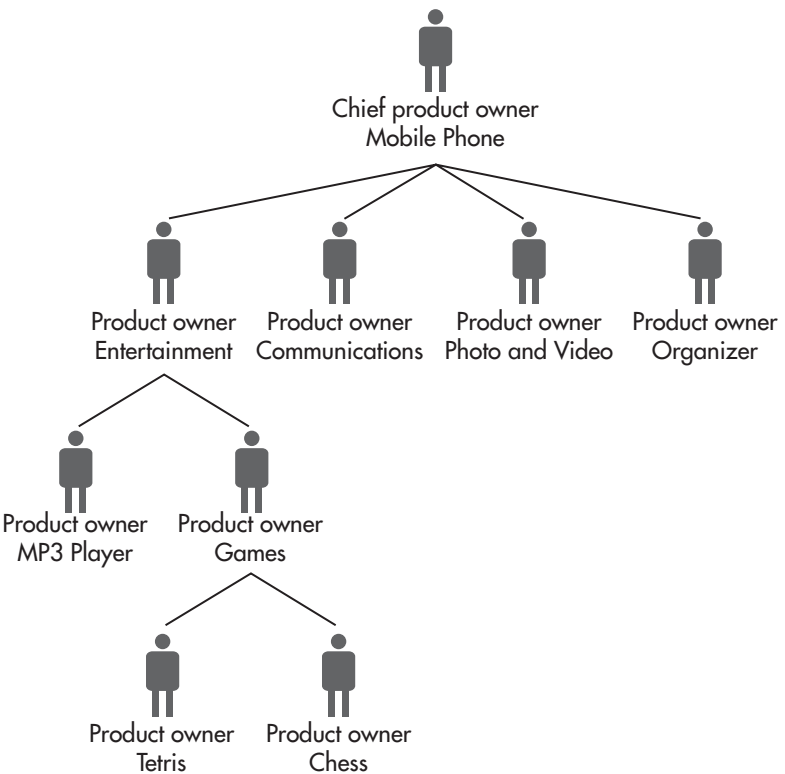 Chief product owner
Mobile Phone
Product owner
Entertainment
Product owner
Communications
Product owner
Photo and Video
Product owner
Organizer
Product owner
MP3 Player
Product owner
Games
Product owner
Tetris
Product owner
Chess